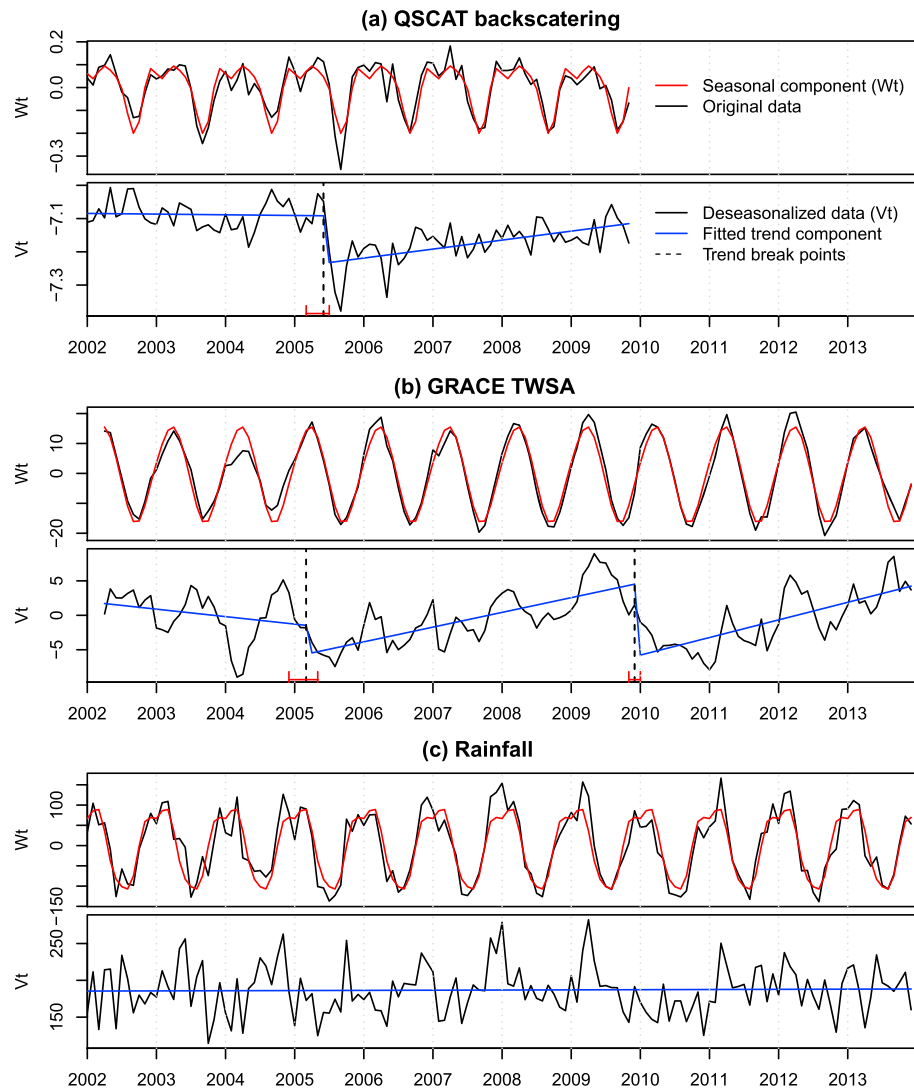 (a) QSCAT backscatering
Wt
0.2
0.0
−0.3
Seasonal component (Wt)
Original data
Vt
−7.1
−7.3
Deseasonalized data (Vt)
Fitted trend component
Trend break points
2002 2003 2004 2005 2006 2007 2008 2009 2010 2011 2012 2013
(b) GRACE TWSA
Wt
10
0
−20
Vt
5
0
−5
2002 2003 2004 2005 2006 2007 2008 2009 2010 2011 2012 2013
(c) Rainfall
Wt
100
0
−150
Vt
250
150
2002 2003 2004 2005 2006 2007 2008 2009 2010 2011 2012 2013